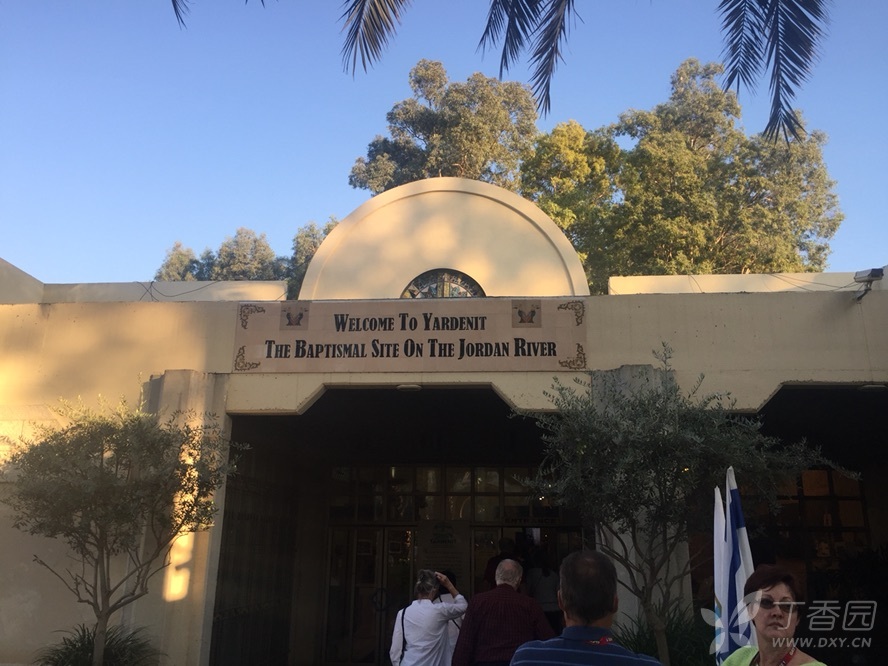 Welcome To Yardenit
The Baptismal Site On The Jordan River
丁香园
WWW.DXY.CN